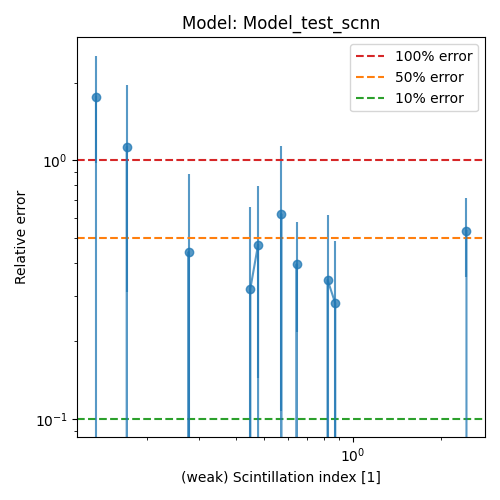 Model: Model_test_scnn
100% error
50% error
10% error
Relative error
10⁰
10⁻¹
10⁰
(weak) Scintillation index [1]